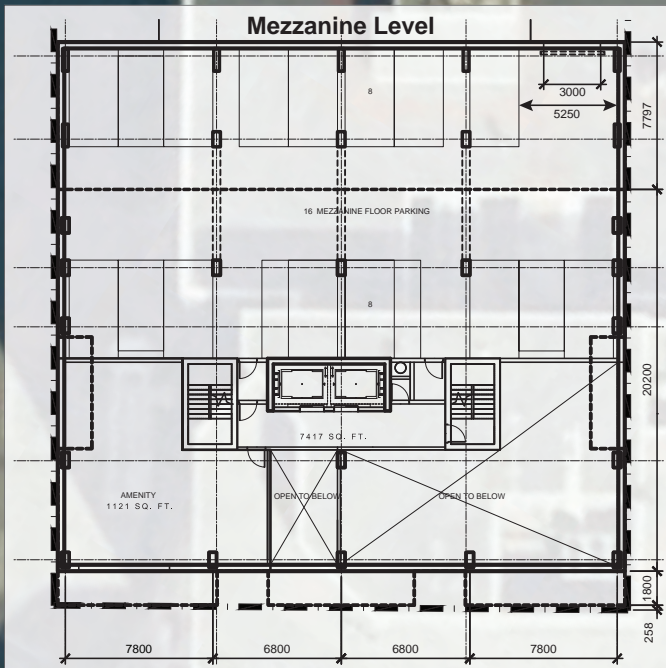 Mezzanine Level
8
3000
5250
7797
16 MEZZANINE FLOOR PARKING
8
20200
7417 SQ. FT.
AMENITY
1121 SQ. FT.
OPEN TO BELOW
OPEN TO BELOW
1800
258
7800
6800
6800
7800